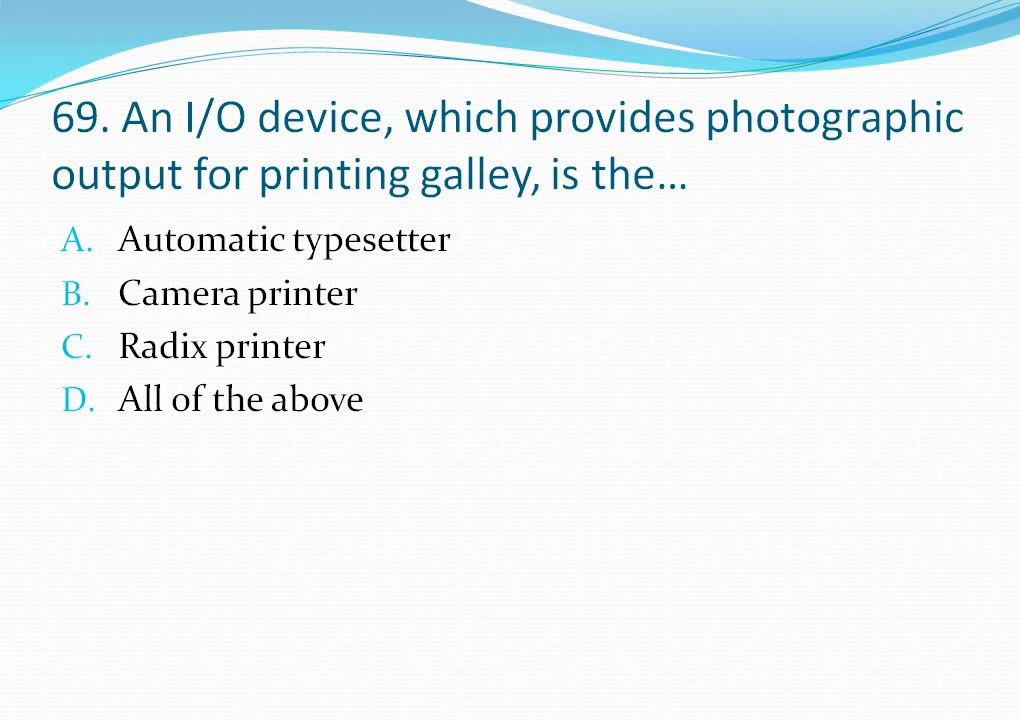 69. An I/O device, which provides photographic
output for printing galley, is the…
A. Automatic typesetter
B. Camera printer
C. Radix printer
D. All of the above